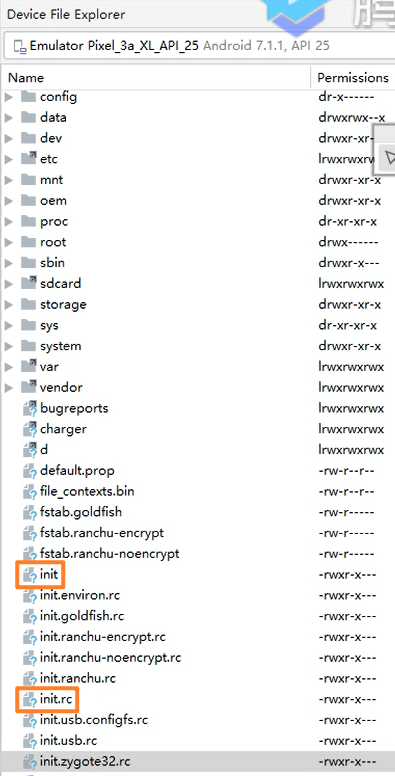 Device File Explorer
Emulator Pixel_3a_XL_API_25 Android 7.1.1, API 25
Name Permissions
config dr-x------
data drwxrwx--x
dev drwxr-xr-
etc lrwxrwxrw
mnt drwxr-xr-x
oem drwxr-xr-x
proc dr-xr-xr-x
root drwx------
sbin drwxr-x---
sdcard lrwxrwxrwx
storage drwxr-xr-x
sys dr-xr-xr-x
system drwxr-xr-x
var lrwxrwxrwx
vendor lrwxrwxrwx
bugreports lrwxrwxrwx
charger lrwxrwxrwx
d lrwxrwxrwx
default.prop -rw-r--r--
file_contexts.bin -rw-r--r--
fstab.goldfish -rw-r-----
fstab.ranchu-encrypt -rw-r-----
fstab.ranchu-noencrypt -rw-r-----
init -rwxr-x---
init.environ.rc -rwxr-x---
init.goldfish.rc -rwxr-x---
init.ranchu-encrypt.rc -rwxr-x---
init.ranchu-noencrypt.rc -rwxr-x---
init.ranchu.rc -rwxr-x---
init.rc -rwxr-x---
init.usb.configfs.rc -rwxr-x---
init.usb.rc -rwxr-x---
init.zygote32.rc -rwxr-x---